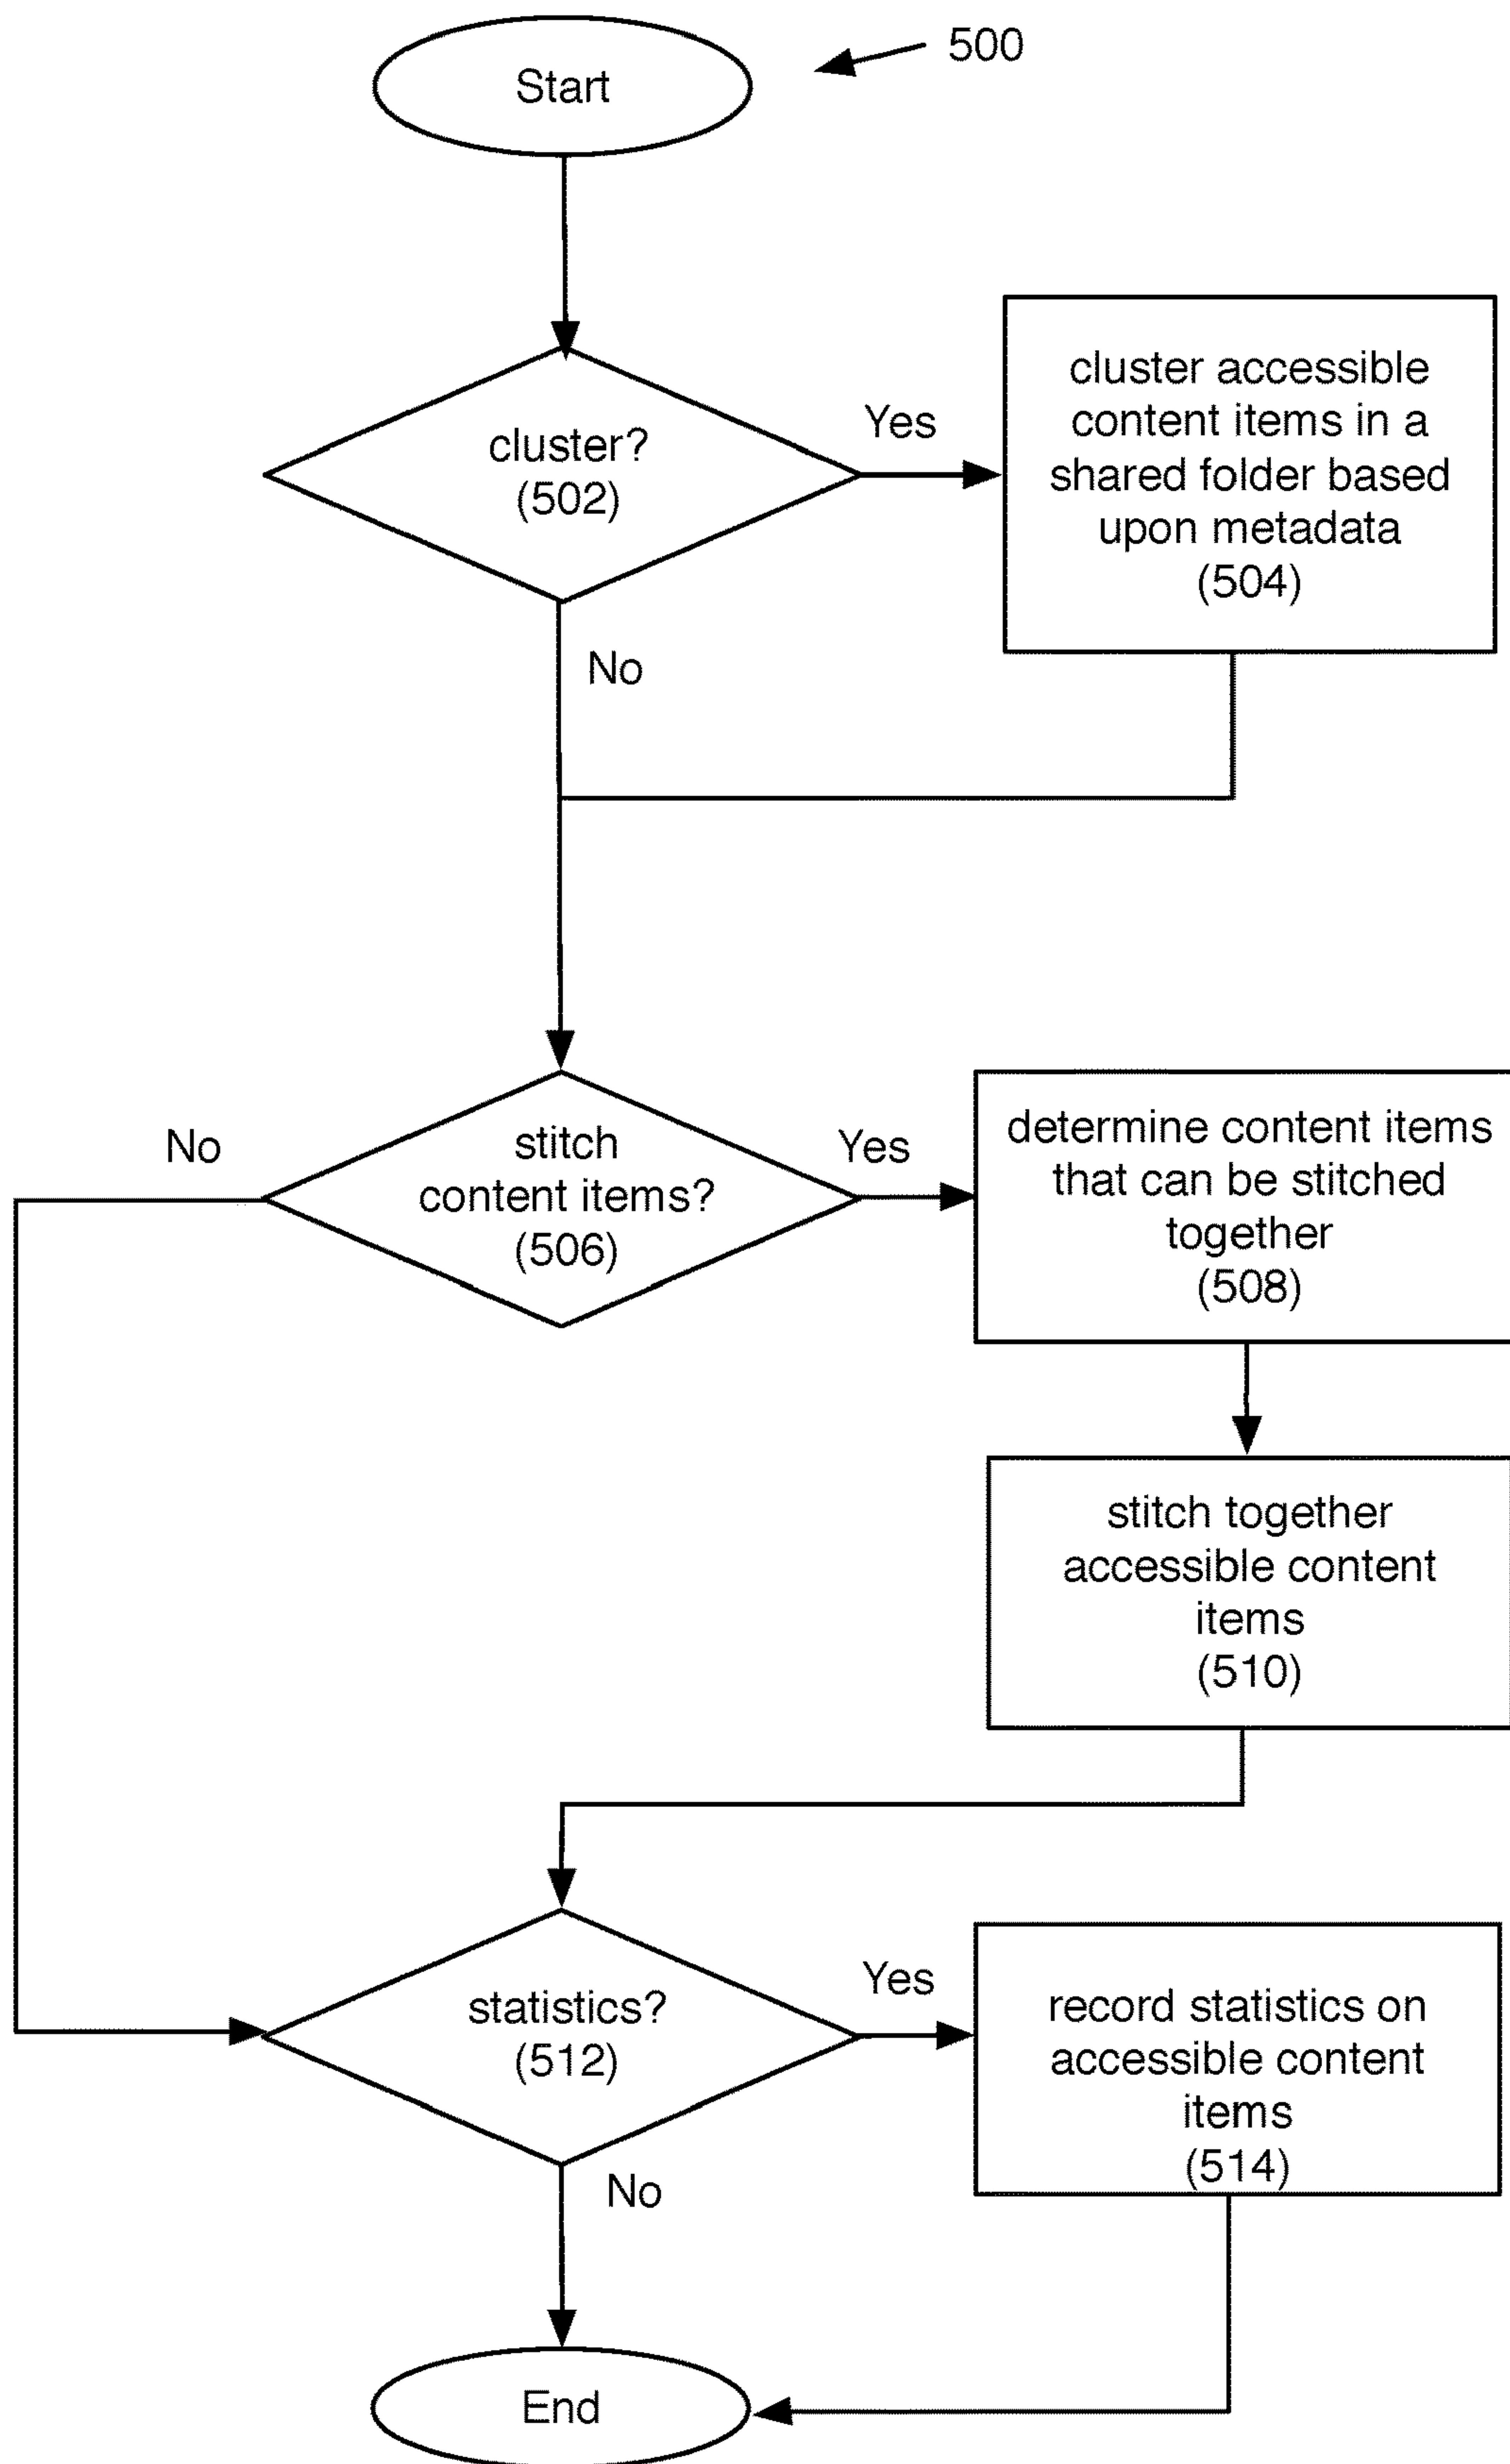 Start
500
cluster?
(502)
Yes
cluster accessible
content items in a
shared folder based
upon metadata
(504)
No
No
stitch
content items?
(506)
Yes
determine content items
that can be stitched
together
(508)
stitch together
accessible content
items
(510)
statistics?
(512)
Yes
record statistics on
accessible content
items
(514)
No
End